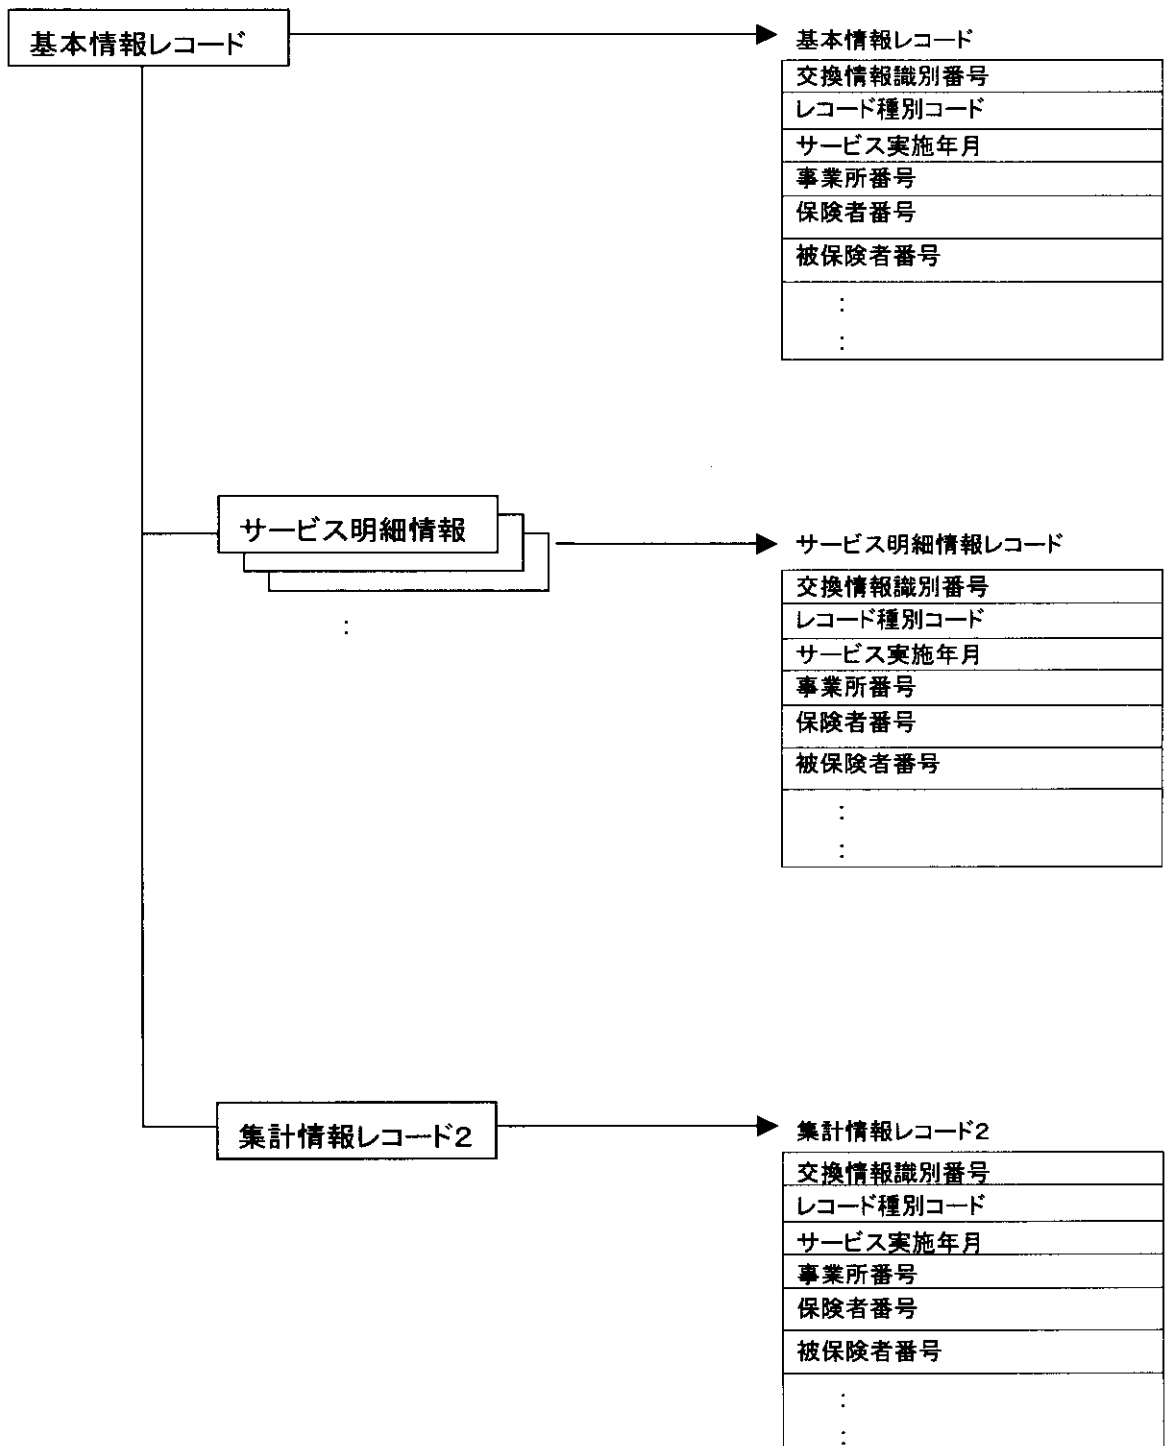 基本情報レコード
基本情報レコード
交換情報識別番号
レコード種別コード
サービス実施年月
事業所番号
保険者番号
被保険者番号
:
:
サービス明細情報
:
サービス明細情報レコード
交換情報識別番号
レコード種別コード
サービス実施年月
事業所番号
保険者番号
被保険者番号
:
:
集計情報レコード2
集計情報レコード2
交換情報識別番号
レコード種別コード
サービス実施年月
事業所番号
保険者番号
被保険者番号
:
: